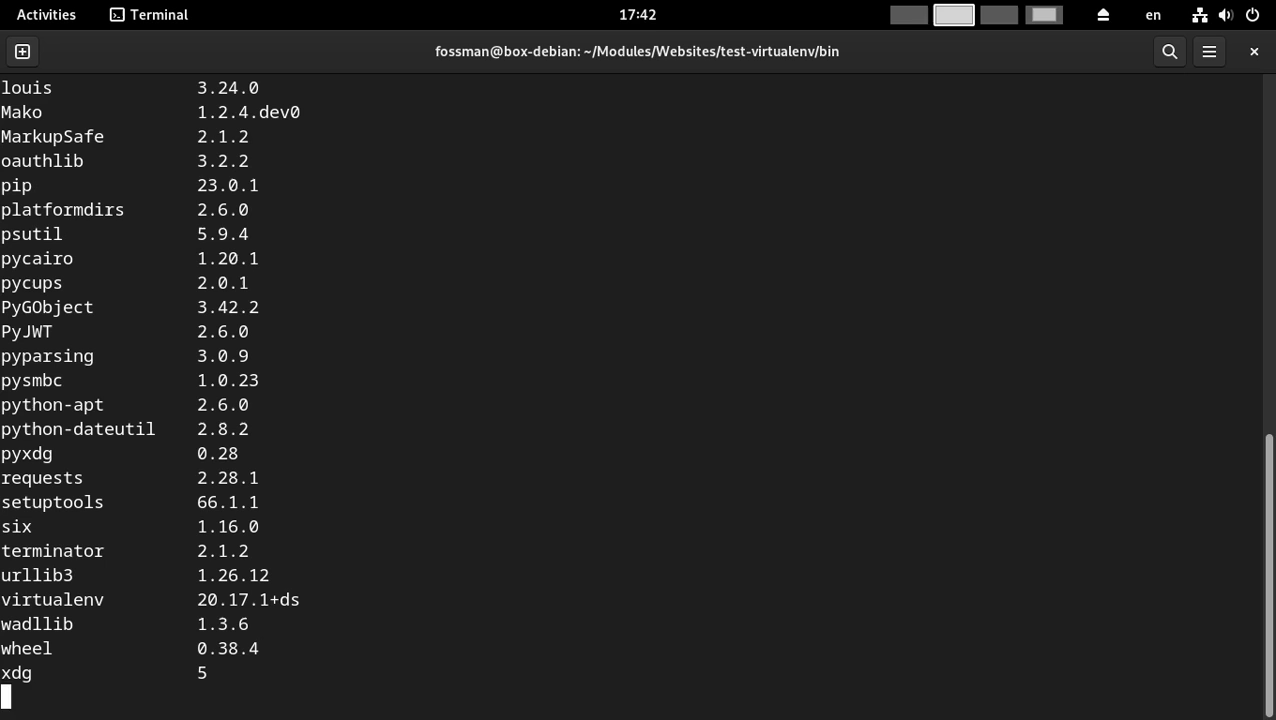 Activities Terminal 17:42 en
fossman@box-debian: ~/Modules/Websites/test-virtualenv/bin
louis 3.24.0
Mako 1.2.4.dev0
MarkupSafe 2.1.2
oauthlib 3.2.2
pip 23.0.1
platformdirs 2.6.0
psutil 5.9.4
pycairo 1.20.1
pycups 2.0.1
PyGObject 3.42.2
PyJWT 2.6.0
pyparsing 3.0.9
pysmbc 1.0.23
python-apt 2.6.0
python-dateutil 2.8.2
pyxdg 0.28
requests 2.28.1
setuptools 66.1.1
six 1.16.0
terminator 2.1.2
urllib3 1.26.12
virtualenv 20.17.1+ds
wadllib 1.3.6
wheel 0.38.4
xdg 5